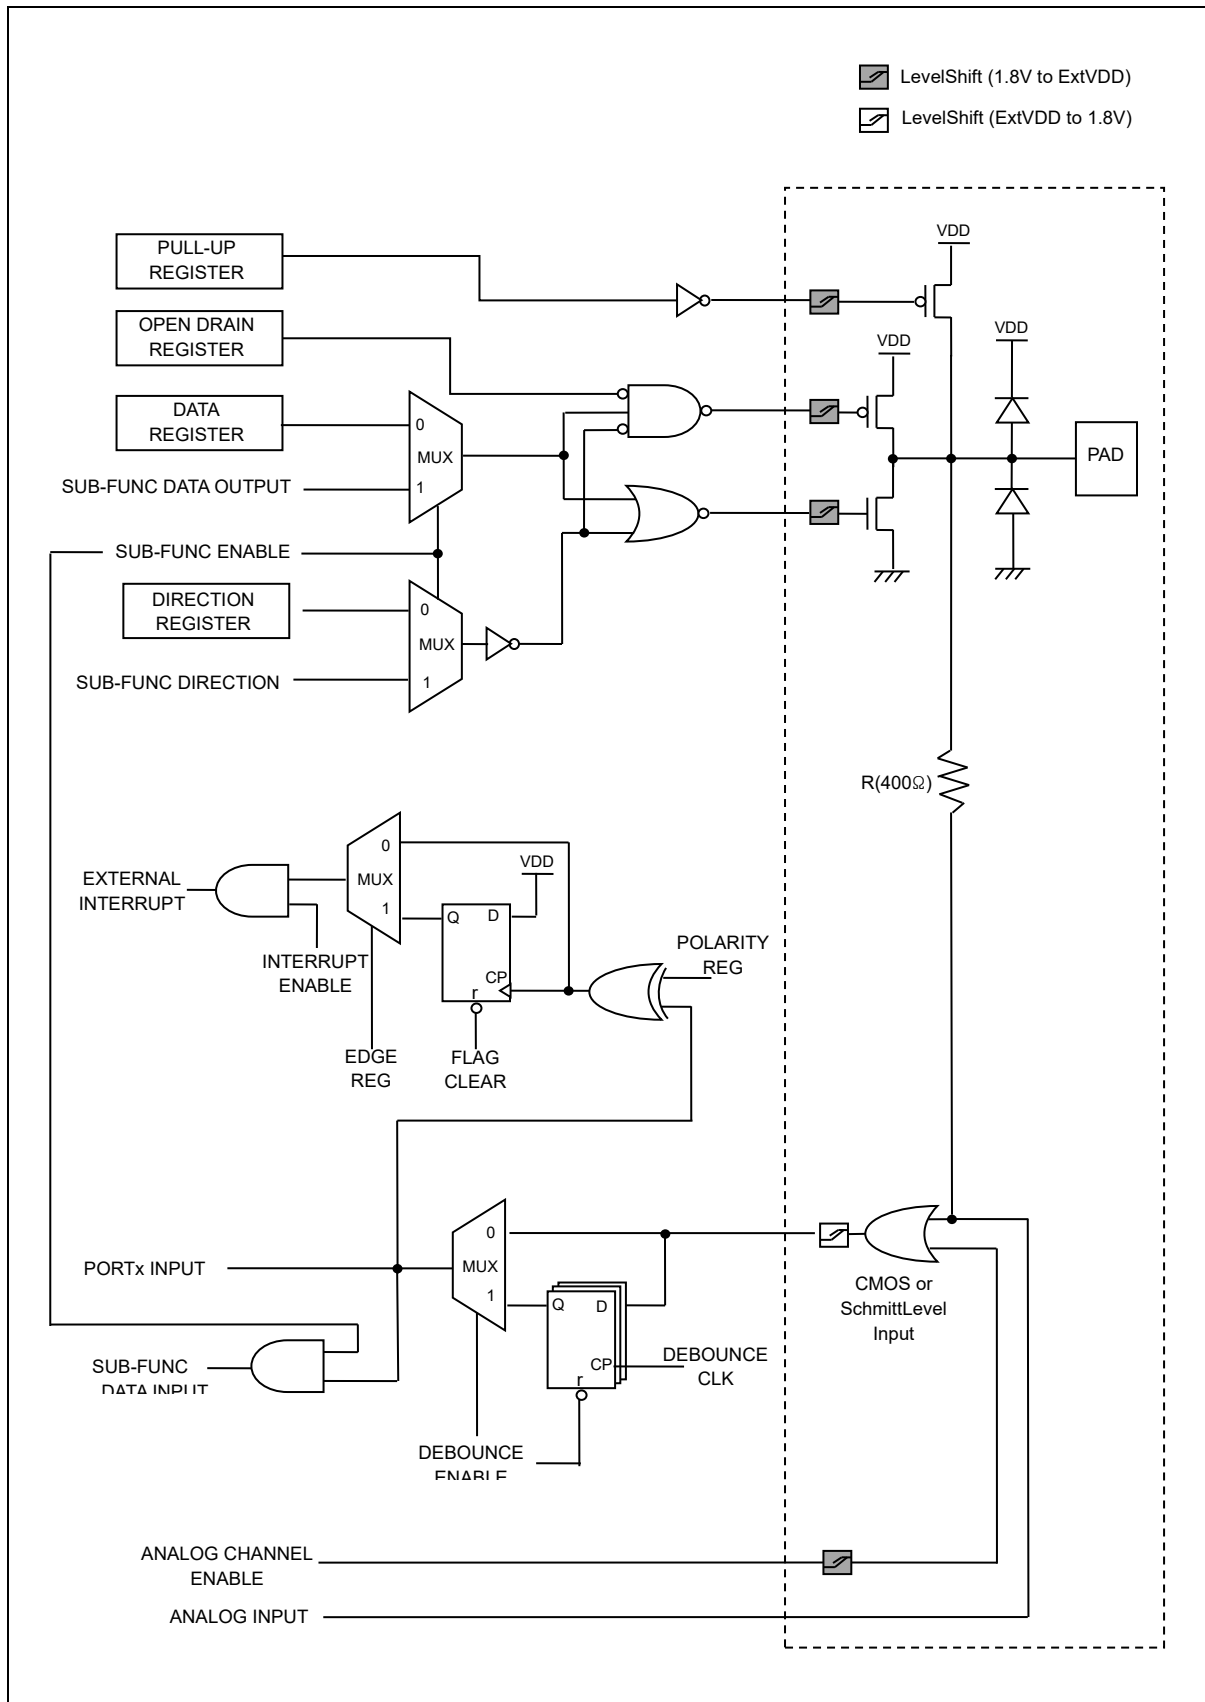 LevelShift (1.8V to ExtVDD)
LevelShift (ExtVDD to 1.8V)
VDD
PULL-UP
REGISTER
OPEN DRAIN
REGISTER
VDD
VDD
DATA
REGISTER
0
MUX
1
SUB-FUNC DATA OUTPUT
PAD
SUB-FUNC ENABLE
DIRECTION
REGISTER
0
MUX
1
SUB-FUNC DIRECTION
R(400Ω)
EXTERNAL
INTERRUPT
0
MUX
1
VDD
Q D
CP
r
INTERRUPT
ENABLE
POLARITY
REG
EDGE
REG
FLAG
CLEAR
PORTx INPUT
0
MUX
1
Q D
CP
r
DEBOUNCE
CLK
CMOS or
SchmittLevel
Input
SUB-FUNC
DATA INPUT
DEBOUNCE
ENABLE
ANALOG CHANNEL
ENABLE
ANALOG INPUT